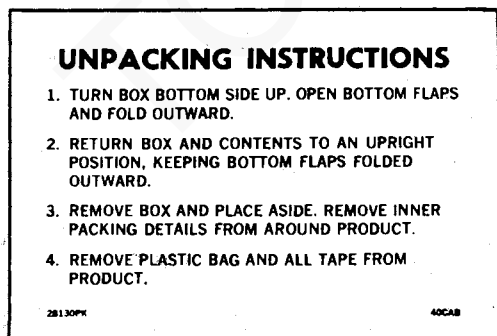 UNPACKING INSTRUCTIONS
1. TURN BOX BOTTOM SIDE UP. OPEN BOTTOM FLAPS
AND FOLD OUTWARD.
2. RETURN BOX AND CONTENTS TO AN UPRIGHT
POSITION, KEEPING BOTTOM FLAPS FOLDED
OUTWARD.
3. REMOVE BOX AND PLACE ASIDE. REMOVE INNER
PACKING DETAILS FROM AROUND PRODUCT.
4. REMOVE PLASTIC BAG AND ALL TAPE FROM
PRODUCT.
28130PK 40CAB